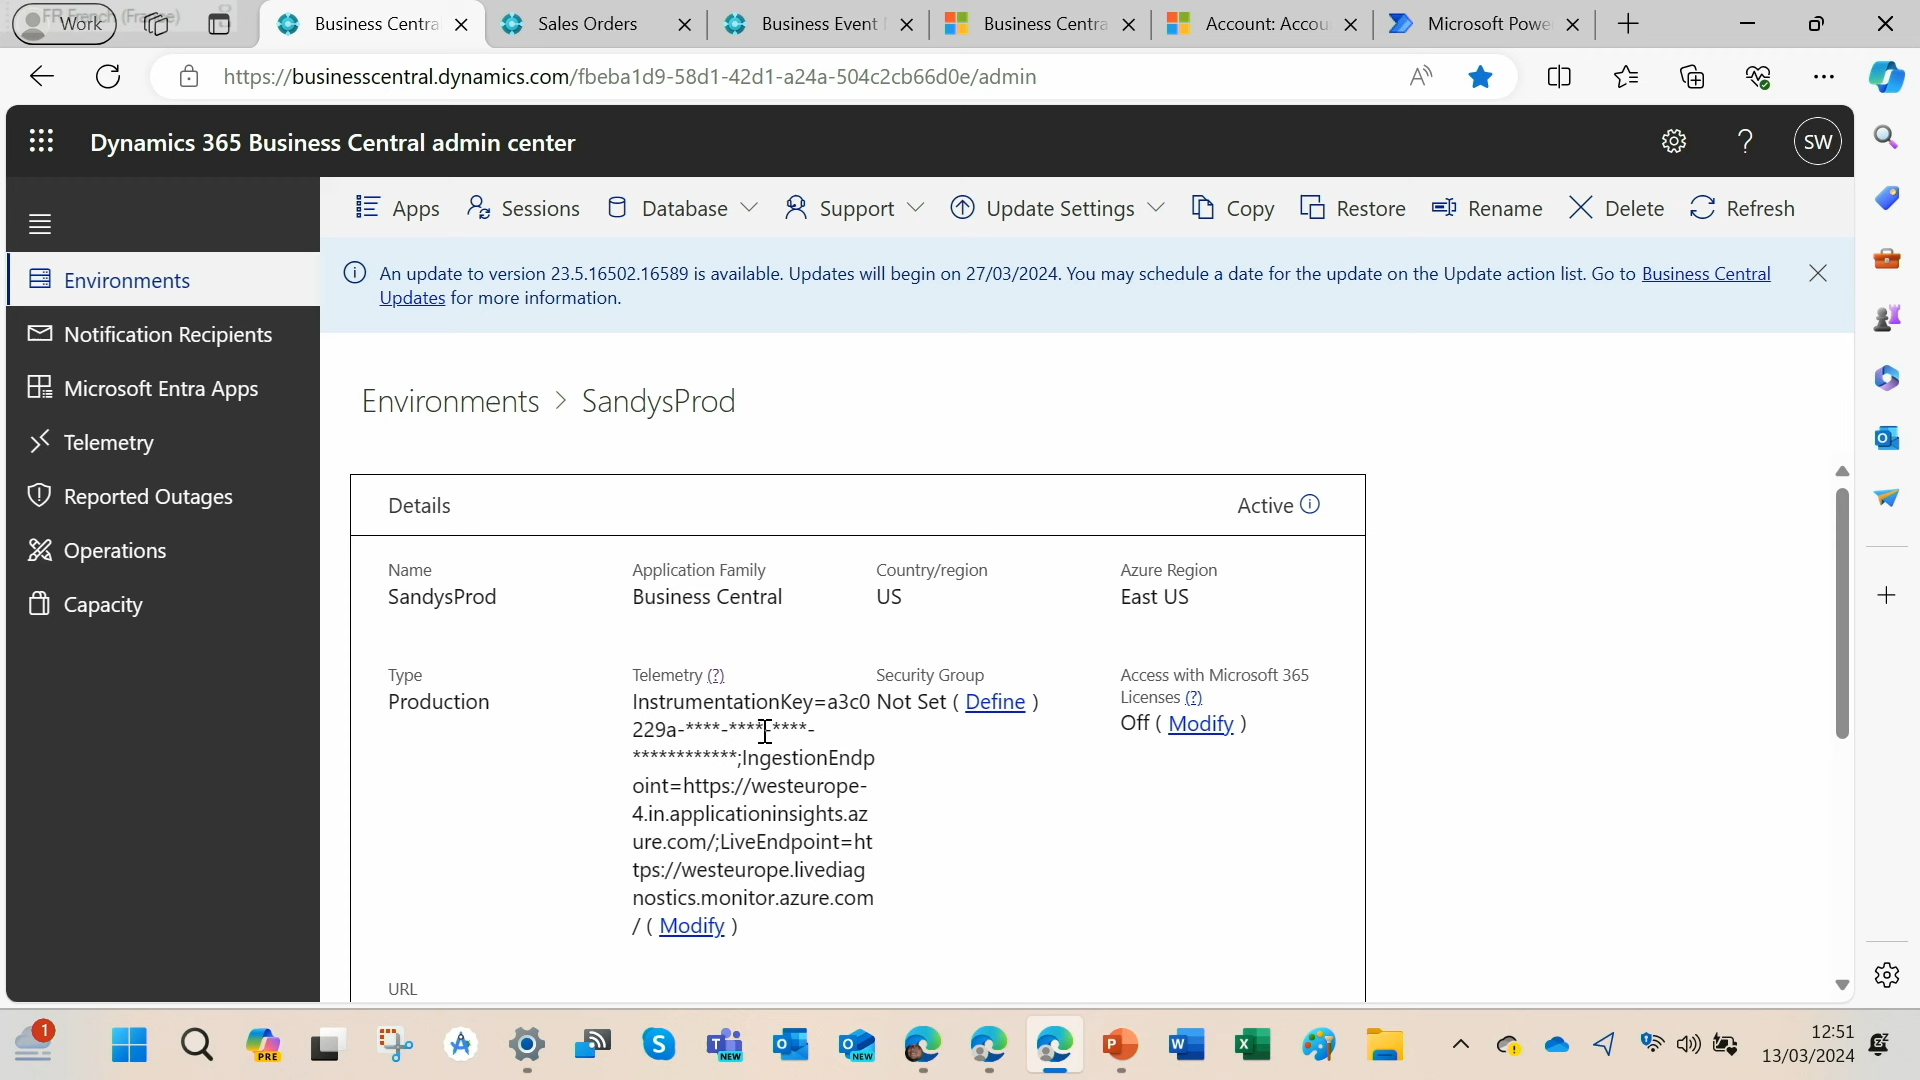 Work
Business Centra
Sales Orders
Business Event
Business Centra
Account: Accou
Microsoft Powe
https://businesscentral.dynamics.com/fbeba1d9-58d1-42d1-a24a-504c2cb66d0e/admin
Dynamics 365 Business Central admin center
SW
Apps
Sessions
Database
Support
Update Settings
Copy
Restore
Rename
Delete
Refresh
Environments
Notification Recipients
Microsoft Entra Apps
Telemetry
Reported Outages
Operations
Capacity
An update to version 23.5.16502.16589 is available. Updates will begin on 27/03/2024. You may schedule a date for the update on the Update action list. Go to Business Central
Updates for more information.
Environments > SandysProd
Details
Active
Name
SandysProd
Application Family
Business Central
Country/region
US
Azure Region
East US
Type
Production
Telemetry (?)
InstrumentationKey=a3c0
229a-****-****-****-
************;IngestionEndp
oint=https://westeurope-
4.in.applicationinsights.az
ure.com/;LiveEndpoint=ht
tps://westeurope.livediag
nostics.monitor.azure.com
/ ( Modify )
Security Group
Not Set ( Define )
Access with Microsoft 365
Licenses (?)
Off ( Modify )
URL
1
PRE
NEW
NEW
12:51
13/03/2024